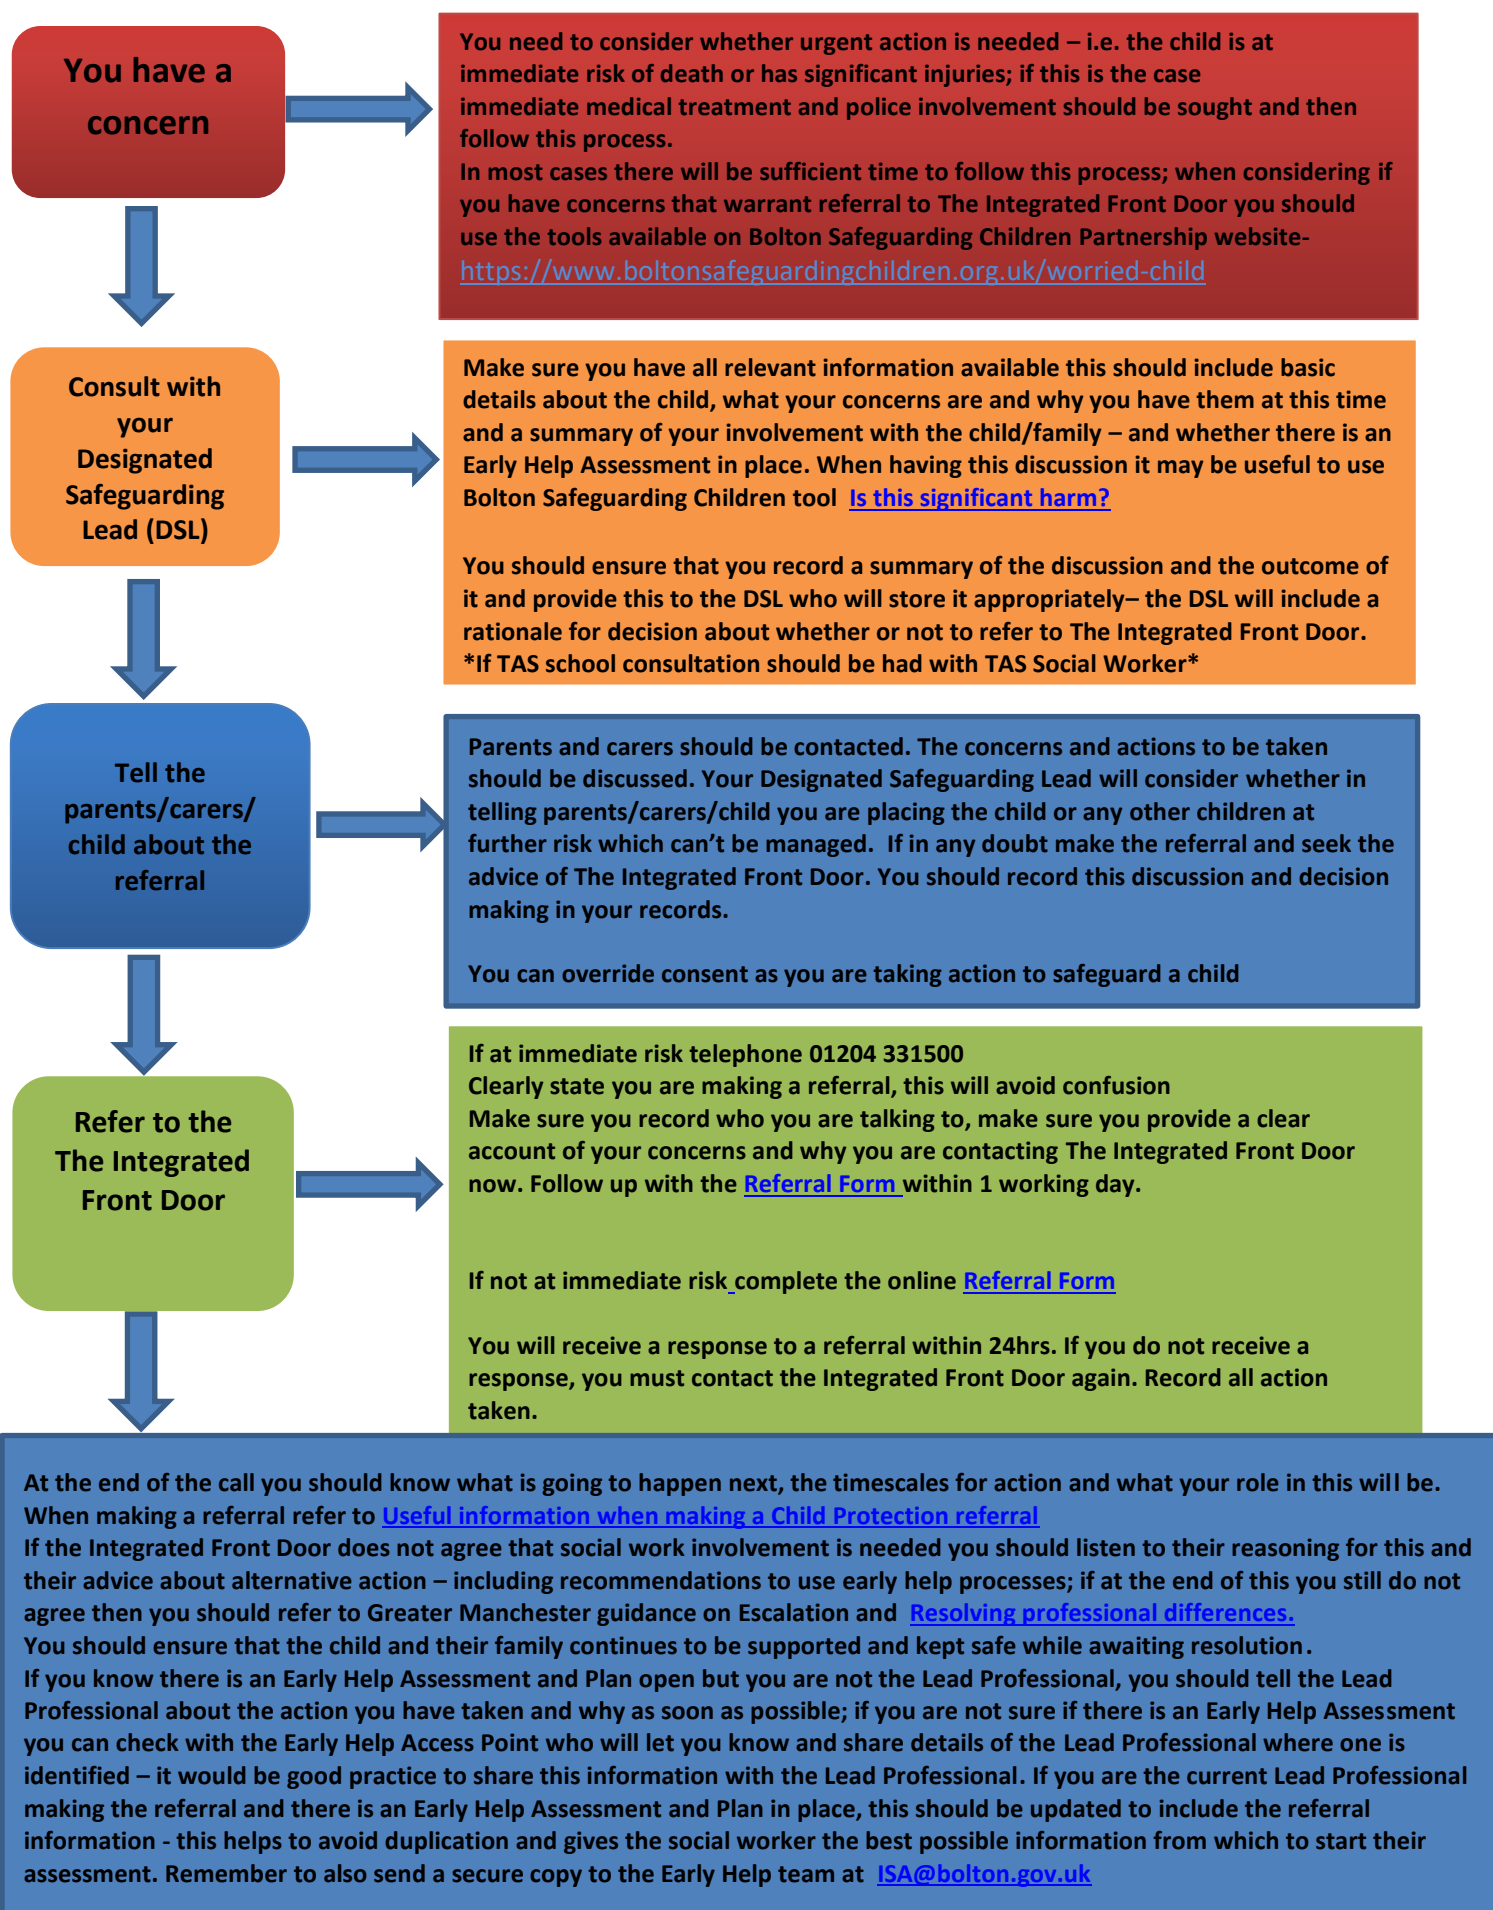 You have a
concern
You need to consider whether urgent action is needed – i.e. the child is at
immediate risk of death or has significant injuries; if this is the case
immediate medical treatment and police involvement should be sought and then
follow this process.
In most cases there will be sufficient time to follow this process; when considering if
you have concerns that warrant referral to The Integrated Front Door you should
use the tools available on Bolton Safeguarding Children Partnership website-
https://www.boltonsafeguardingchildren.org.uk/worried-child
Consult with
your
Designated
Safeguarding
Lead (DSL)
Make sure you have all relevant information available this should include basic
details about the child, what your concerns are and why you have them at this time
and a summary of your involvement with the child/family – and whether there is an
Early Help Assessment in place. When having this discussion it may be useful to use
Bolton Safeguarding Children tool Is this significant harm?
You should ensure that you record a summary of the discussion and the outcome of
it and provide this to the DSL who will store it appropriately– the DSL will include a
rationale for decision about whether or not to refer to The Integrated Front Door.
*If TAS school consultation should be had with TAS Social Worker*
Tell the
parents/carers/
child about the
referral
Parents and carers should be contacted. The concerns and actions to be taken
should be discussed. Your Designated Safeguarding Lead will consider whether in
telling parents/carers/child you are placing the child or any other children at
further risk which can’t be managed. If in any doubt make the referral and seek the
advice of The Integrated Front Door. You should record this discussion and decision
making in your records.
You can override consent as you are taking action to safeguard a child
Refer to the
The Integrated
Front Door
If at immediate risk telephone 01204 331500
Clearly state you are making a referral, this will avoid confusion
Make sure you record who you are talking to, make sure you provide a clear
account of your concerns and why you are contacting The Integrated Front Door
now. Follow up with the Referral Form within 1 working day.
If not at immediate risk complete the online Referral Form
You will receive a response to a referral within 24hrs. If you do not receive a
response, you must contact the Integrated Front Door again. Record all action
taken.
At the end of the call you should know what is going to happen next, the timescales for action and what your role in this will be.
When making a referral refer to Useful information when making a Child Protection referral
If the Integrated Front Door does not agree that social work involvement is needed you should listen to their reasoning for this and
their advice about alternative action – including recommendations to use early help processes; if at the end of this you still do not
agree then you should refer to Greater Manchester guidance on Escalation and Resolving professional differences.
You should ensure that the child and their family continues to be supported and kept safe while awaiting resolution.
If you know there is an Early Help Assessment and Plan open but you are not the Lead Professional, you should tell the Lead
Professional about the action you have taken and why as soon as possible; if you are not sure if there is an Early Help Assessment
you can check with the Early Help Access Point who will let you know and share details of the Lead Professional where one is
identified – it would be good practice to share this information with the Lead Professional. If you are the current Lead Professional
making the referral and there is an Early Help Assessment and Plan in place, this should be updated to include the referral
information - this helps to avoid duplication and gives the social worker the best possible information from which to start their
assessment. Remember to also send a secure copy to the Early Help team at ISA@bolton.gov.uk